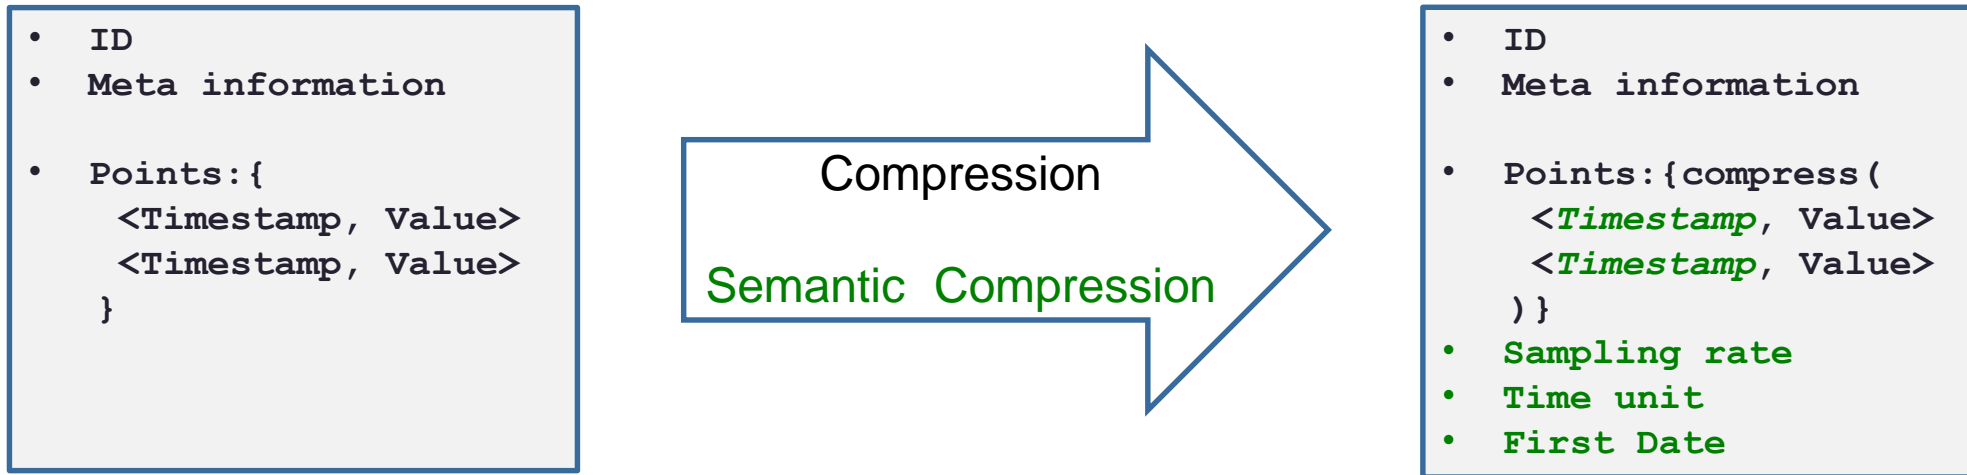 • ID
• Meta information
• Points:{
<Timestamp, Value>
<Timestamp, Value>
}
Compression
Semantic Compression
• ID
• Meta information
• Points:{compress(
<Timestamp, Value>
<Timestamp, Value>
)}
• Sampling rate
• Time unit
• First Date